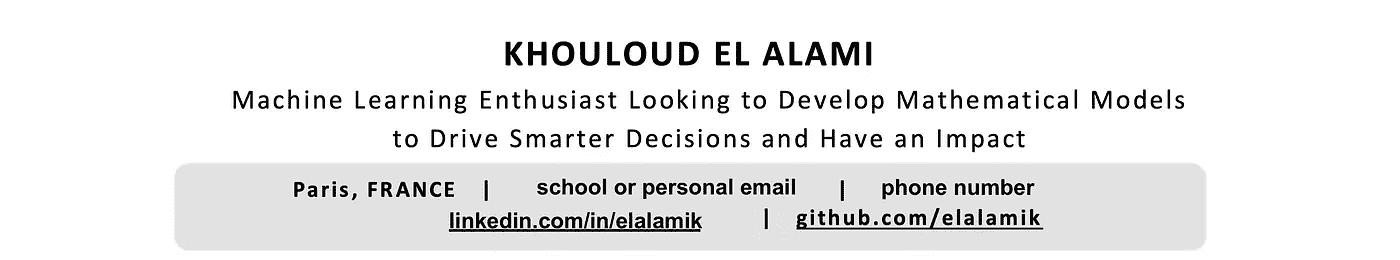 KHOULOUD EL ALAMI
Machine Learning Enthusiast Looking to Develop Mathematical Models
to Drive Smarter Decisions and Have an Impact
Paris, FRANCE | school or personal email | phone number
linkedin.com/in/elalamik | github.com/elalamik